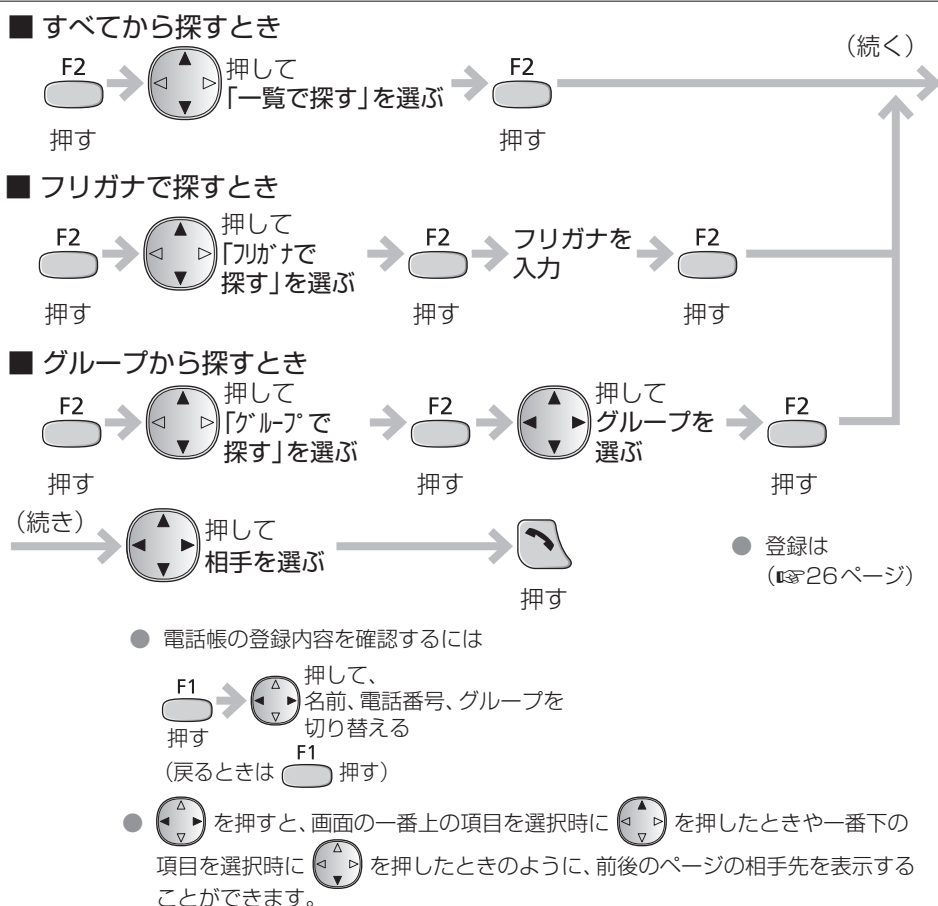 ■ すべてから探すとき
(続く)
F2 押して F2
「一覧で探す」を選ぶ
押す 押す
■ フリガナで探すとき
F2 押して F2 フリガナを F2
「ﾌﾘｶﾞﾅで 入力
探す」を選ぶ
押す 押す 押す
■ グループから探すとき
F2 押して F2 押して F2
「ｸﾞﾙｰﾌﾟで グループを
探す」を選ぶ 選ぶ
押す 押す 押す
(続き) 押して
相手を選ぶ
押す
● 登録は
(☞26ページ)
● 電話帳の登録内容を確認するには
F1 押して、
名前、電話番号、グループを
切り替える
押す
(戻るときは F1 押す)
● を押すと、画面の一番上の項目を選択時に を押したときや一番下の
項目を選択時に を押したときのように、前後のページの相手先を表示する
ことができます。